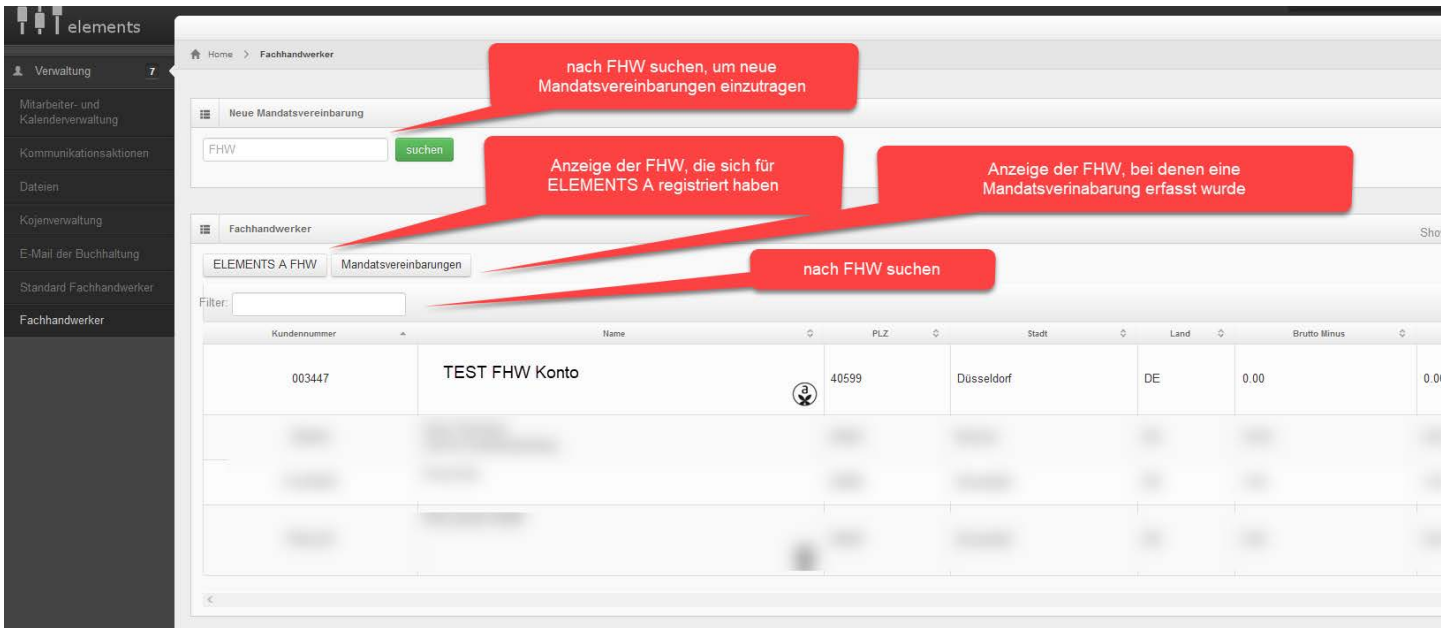 elements
Verwaltung 7
Mitarbeiter- und
Kalenderverwaltung
Kommunikationsaktionen
Dateien
Kojenverwaltung
E-Mail der Buchhaltung
Standard Fachhandwerker
Fachhandwerker
Home > Fachhandwerker
nach FHW suchen, um neue
Mandatsvereinbarungen einzutragen
Neue Mandatsvereinbarung
FHW suchen
Anzeige der FHW, die sich für
ELEMENTS A registriert haben
Anzeige der FHW, bei denen eine
Mandatsverinabarung erfasst wurde
Fachhandwerker
Sho
ELEMENTS A FHW Mandatsvereinbarungen
nach FHW suchen
Filter:
Kundennummer Name PLZ Stadt Land Brutto Minus
003447 TEST FHW Konto a 40599 Düsseldorf DE 0.00 0.00